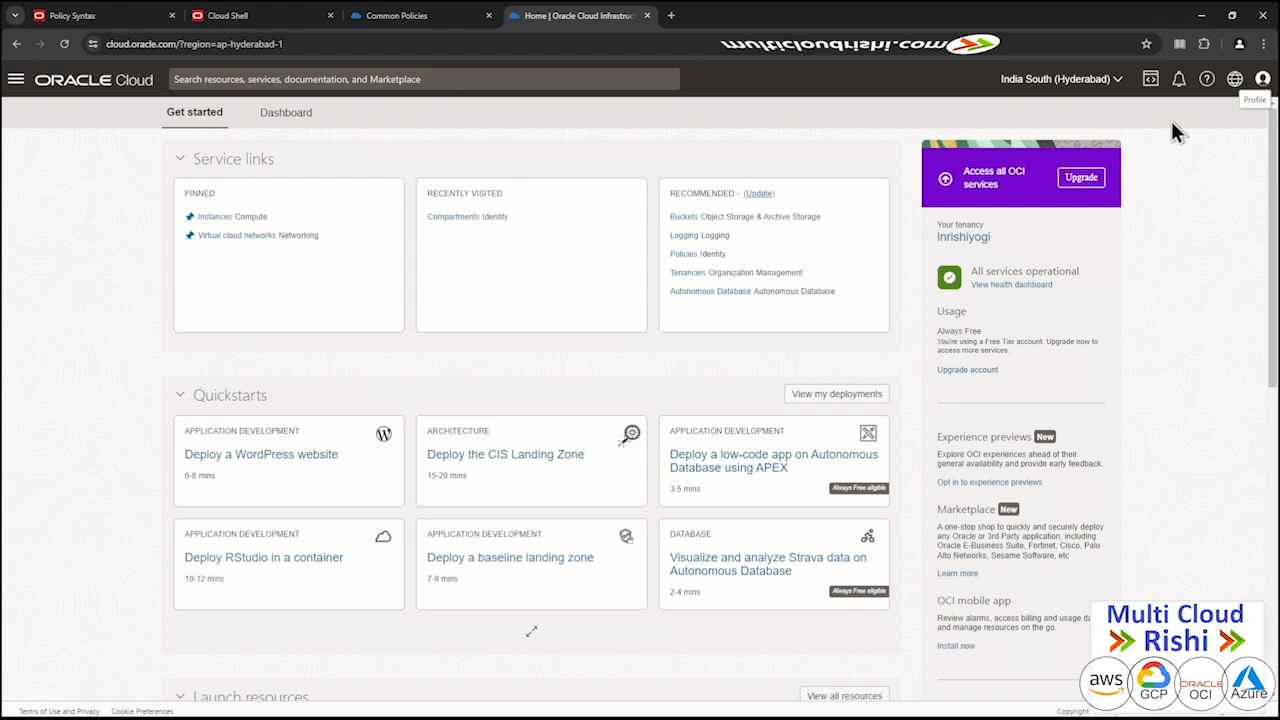 Policy Syntax
Cloud Shell
Common Policies
Home | Oracle Cloud Infrastruc
cloud.oracle.com/?region=ap-hyderabad-1
multicloudrishi.com
ORACLE Cloud
Search resources, services, documentation, and Marketplace
India South (Hyderabad)
Profile
Get started
Dashboard
Service links
PINNED
Instances Compute
Virtual cloud networks Networking
RECENTLY VISITED
Compartments Identity
RECOMMENDED - (Update)
Buckets Object Storage & Archive Storage
Logging Logging
Policies Identity
Tenancies Organization Management
Autonomous Database Autonomous Database
Quickstarts
View my deployments
APPLICATION DEVELOPMENT
Deploy a WordPress website
6-8 mins
ARCHITECTURE
Deploy the CIS Landing Zone
15-20 mins
APPLICATION DEVELOPMENT
Deploy a low-code app on Autonomous
Database using APEX
3-5 mins
Always Free eligible
APPLICATION DEVELOPMENT
Deploy RStudio on container
10-12 mins
APPLICATION DEVELOPMENT
Deploy a baseline landing zone
7-9 mins
DATABASE
Visualize and analyze Strava data on
Autonomous Database
2-4 mins
Always Free eligible
Launch resources
View all resources
Access all OCI
services
Upgrade
Your tenancy
Inrishiyogi
All services operational
View health dashboard
Usage
Always Free
You're using a Free Tier account. Upgrade now to
access more services.
Upgrade account
Experience previews New
Explore OCI experiences ahead of their
general availability and provide early feedback.
Opt in to experience previews
Marketplace New
A one-stop shop to quickly and securely deploy
any Oracle or 3rd Party application, including
Oracle E-Business Suite, Fortinet, Cisco, Palo
Alto Networks, Sesame Software, etc
Learn more
OCI mobile app
Review alarms, access billing and usage da
and manage resources on the go.
Install now
Multi Cloud
Rishi
aws
GCP
ORACLE
OCI
Azure
Terms of Use and Privacy
Cookie Preferences
Copyright